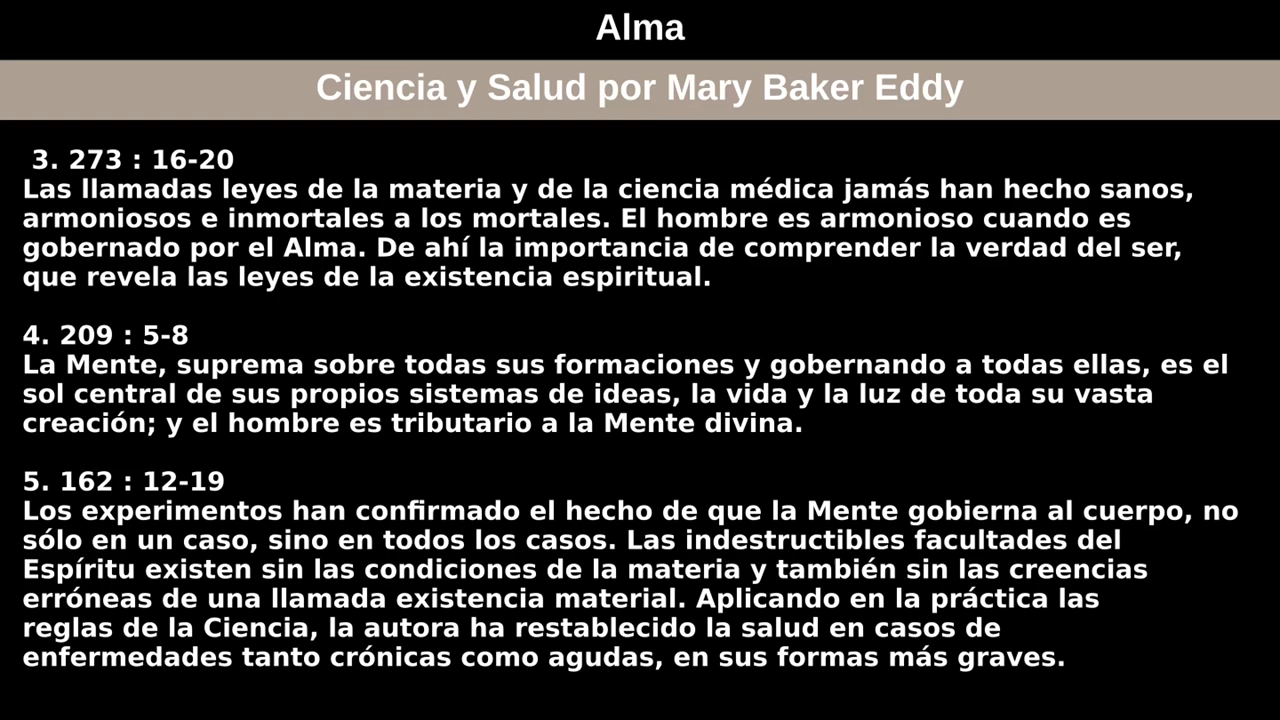 Alma
Ciencia y Salud por Mary Baker Eddy
3. 273 : 16-20
Las llamadas leyes de la materia y de la ciencia médica jamás han hecho sanos,
armoniosos e inmortales a los mortales. El hombre es armonioso cuando es
gobernado por el Alma. De ahí la importancia de comprender la verdad del ser,
que revela las leyes de la existencia espiritual.
4. 209 : 5-8
La Mente, suprema sobre todas sus formaciones y gobernando a todas ellas, es el
sol central de sus propios sistemas de ideas, la vida y la luz de toda su vasta
creación; y el hombre es tributario a la Mente divina.
5. 162 : 12-19
Los experimentos han confirmado el hecho de que la Mente gobierna al cuerpo, no
sólo en un caso, sino en todos los casos. Las indestructibles facultades del
Espíritu existen sin las condiciones de la materia y también sin las creencias
erróneas de una llamada existencia material. Aplicando en la práctica las
reglas de la Ciencia, la autora ha restablecido la salud en casos de
enfermedades tanto crónicas como agudas, en sus formas más graves.